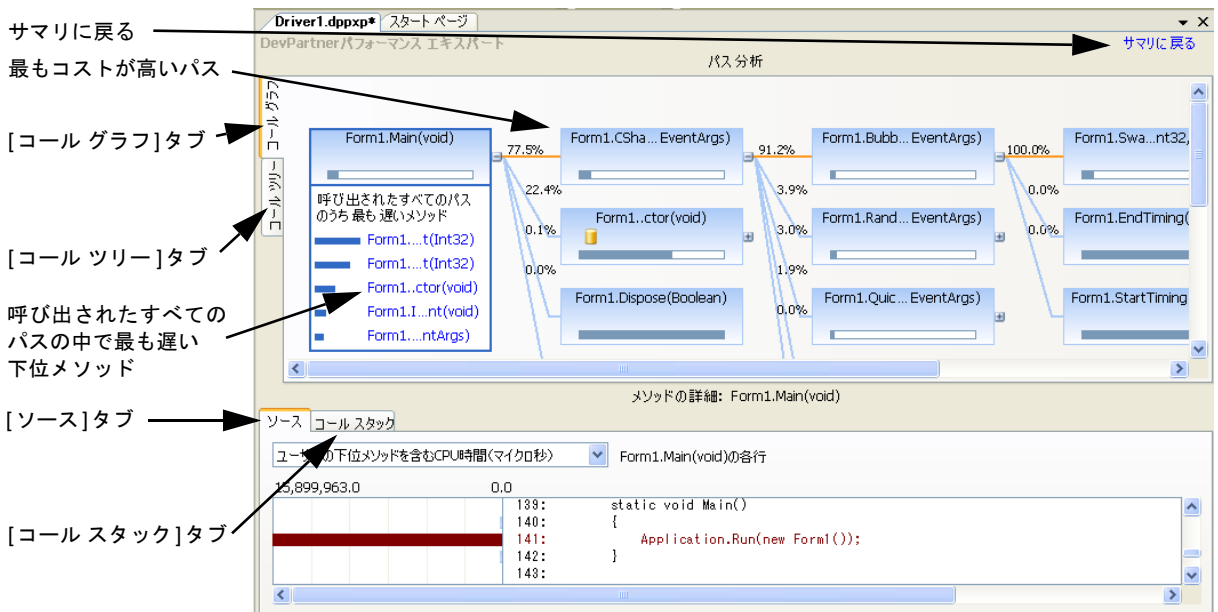 サマリに戻る
最もコストが高いパス
[コール グラフ]タブ
[コール ツリー]タブ
呼び出されたすべての
パスの中で最も遅い
下位メソッド
[ソース]タブ
[コール スタック]タブ
Driver1.dppxp* スタート ページ
DevPartnerパフォーマンス エキスパート
サマリに戻る
パス分析
コール グラフ
コール ツリー
Form1.Main(void)
呼び出されたすべてのパス
のうち最も遅いメソッド
Form1....t(Int32)
Form1....t(Int32)
Form1..ctor(void)
Form1.I...nt(void)
Form1....ntArgs)
77.5%
22.4%
0.1%
0.0%
Form1.CSha... EventArgs)
Form1..ctor(void)
Form1.Dispose(Boolean)
91.2%
3.9%
3.0%
1.9%
0.0%
Form1.Bubb... EventArgs)
Form1.Rand... EventArgs)
Form1.Quic... EventArgs)
100.0%
0.0%
0.0%
Form1.Swa...nt32,
Form1.EndTiming(
Form1.StartTiming
メソッドの詳細: Form1.Main(void)
ソース コール スタック
の下位メソッドを含むCPU時間(マイクロ秒) Form1.Main(void)の各行
15,899,963.0 0.0
139: static void Main()
140: {
141: Application.Run(new Form1());
142: }
143: